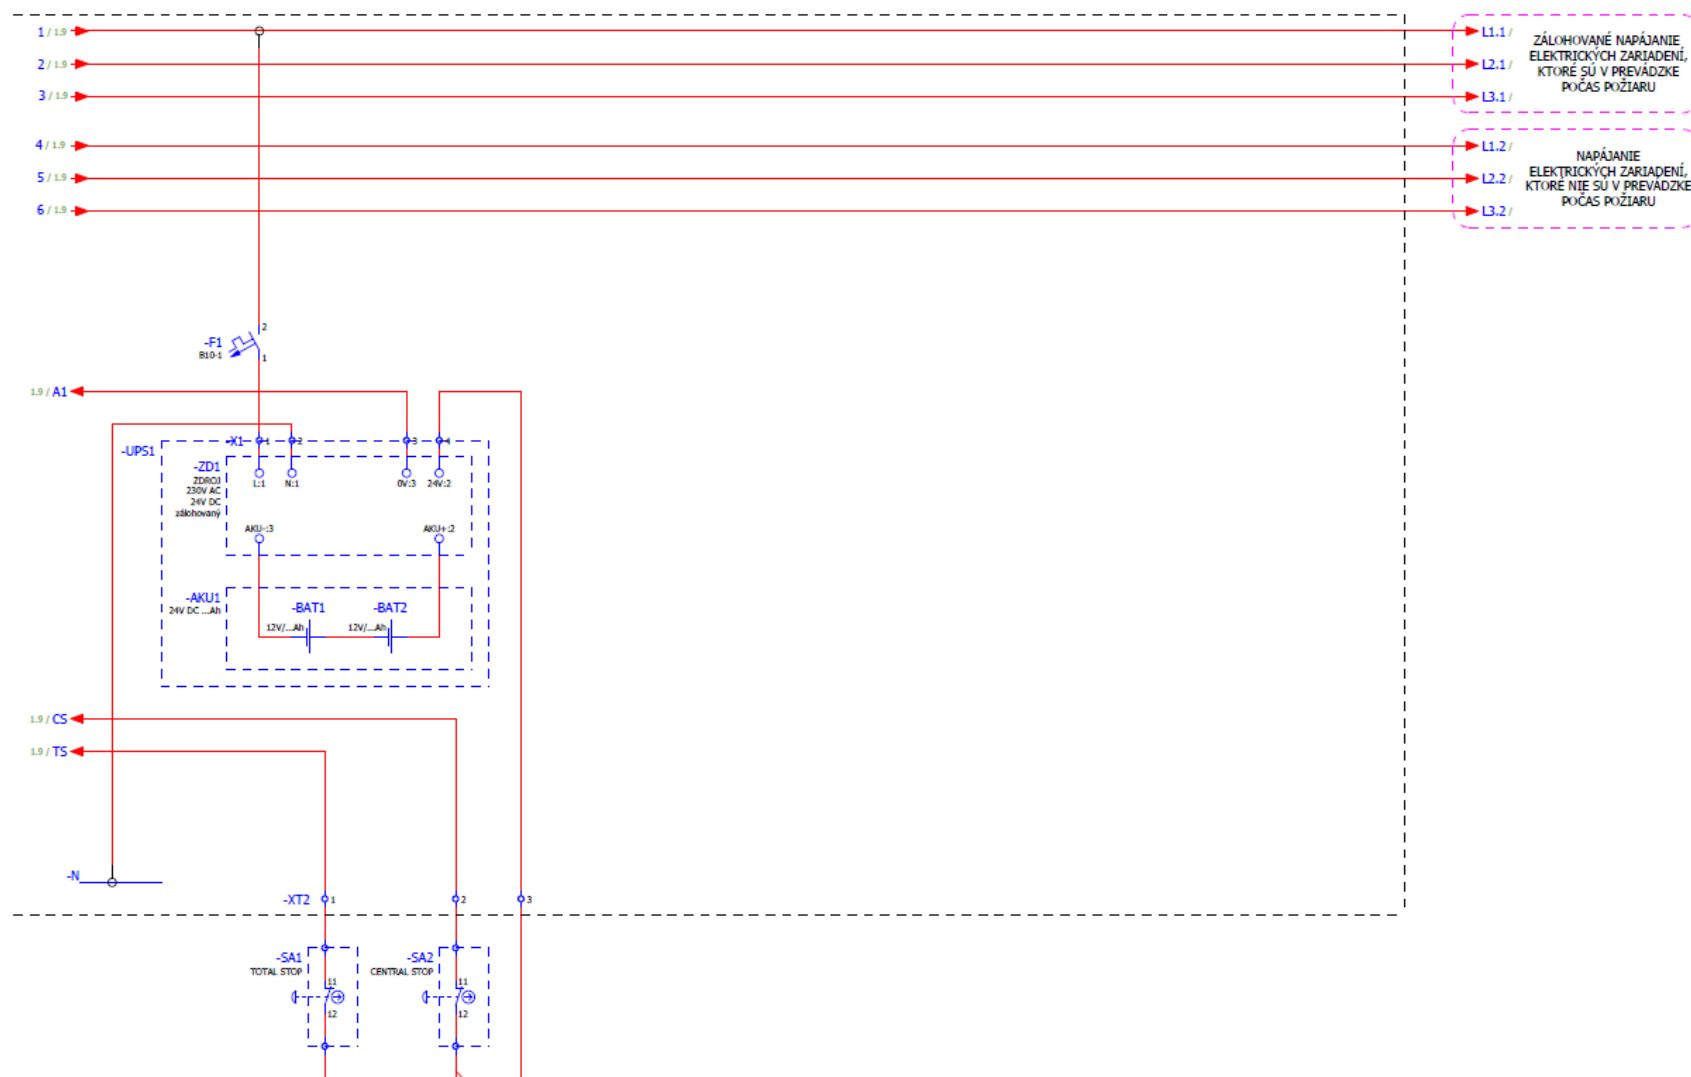 1 / 1.9
L1.1 /
2 / 1.9
L2.1 /
3 / 1.9
L3.1 /
ZÁLOHOVANÉ NAPÁJANIE
ELEKTRICKÝCH ZARIADENÍ,
KTORÉ SÚ V PREVÁDZKE
POČAS POŽIARU
4 / 1.9
L1.2 /
5 / 1.9
L2.2 /
6 / 1.9
L3.2 /
NAPÁJANIE
ELEKTRICKÝCH ZARIADENÍ,
KTORÉ NIE SÚ V PREVÁDZKE
POČAS POŽIARU
2
-F1
B10-1
1
1.9 / A1
-X1
1
2
3
4
-UPS1
-ZD1
ZDROJ
230V AC
24V DC
zálohovaný
L:1
N:1
0V:3
24V:2
AKU-:3
AKU+:2
-AKU1
24V DC ...Ah
-BAT1
12V/...Ah
-BAT2
12V/...Ah
1.9 / CS
1.9 / TS
-N
-XT2
1
2
3
-SA1
TOTAL STOP
11
12
-SA2
CENTRAL STOP
11
12